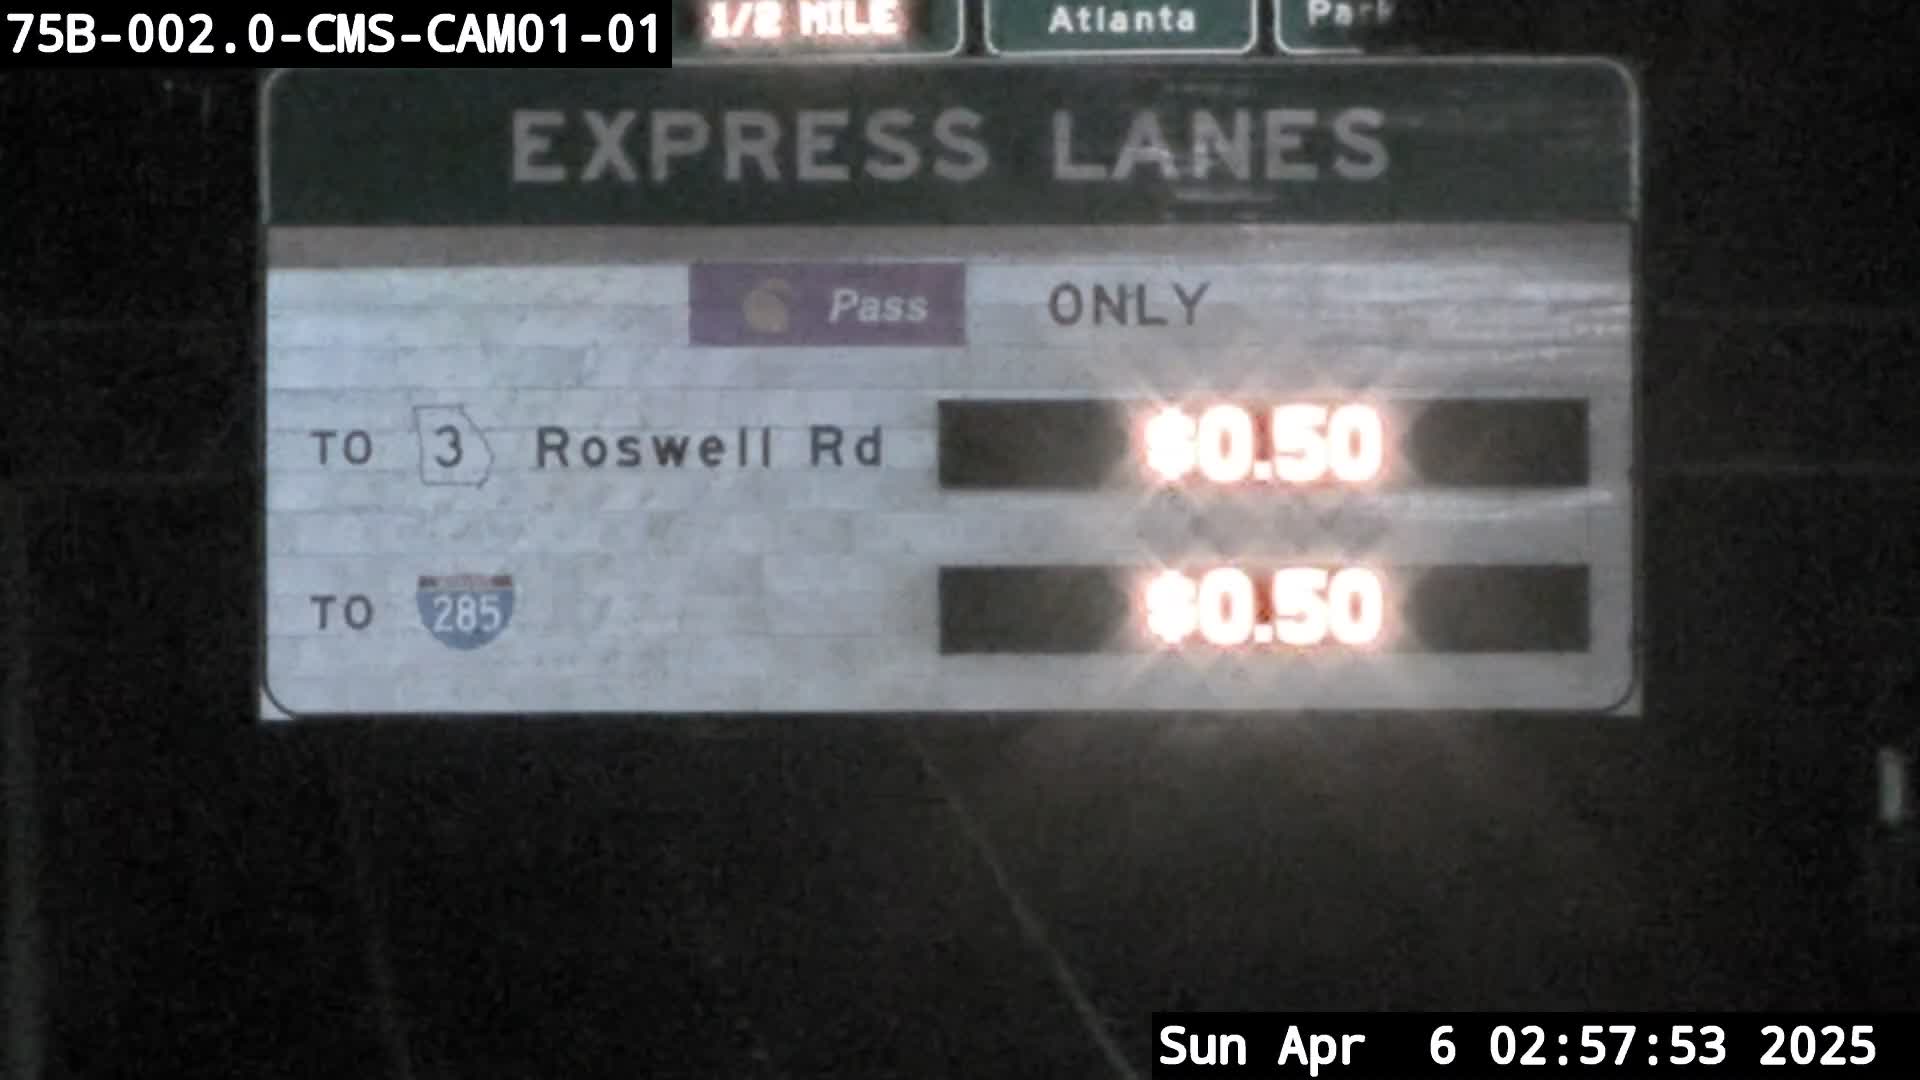 75B-002.0-CMS-CAM01-01
1/2 MILE
Atlanta
Park
EXPRESS LANES
Pass ONLY
TO 3 Roswell Rd $0.50
TO 285 $0.50
Sun Apr 6 02:57:53 2025